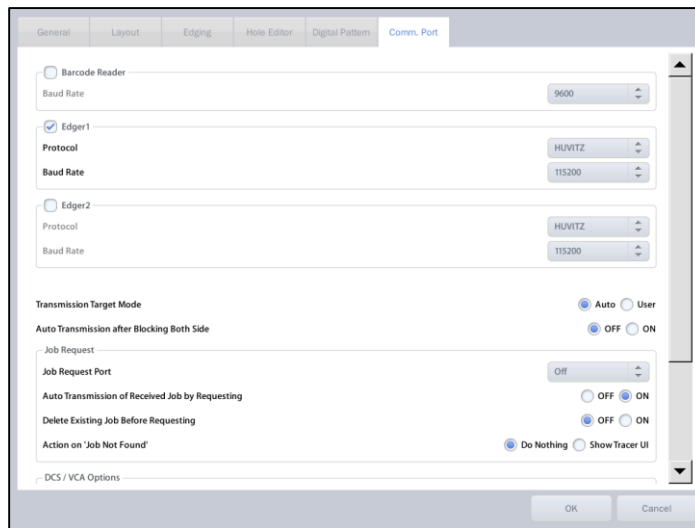 General Layout Edging Hole Editor Digital Pattern Comm. Port
Barcode Reader
Baud Rate 9600
Edger1
Protocol HUVITZ
Baud Rate 115200
Edger2
Protocol HUVITZ
Baud Rate 115200
Transmission Target Mode Auto User
Auto Transmission after Blocking Both Side OFF ON
Job Request
Job Request Port Off
Auto Transmission of Received Job by Requesting OFF ON
Delete Existing Job Before Requesting OFF ON
Action on 'Job Not Found' Do Nothing Show Tracer UI
DCS / VCA Options
OK Cancel